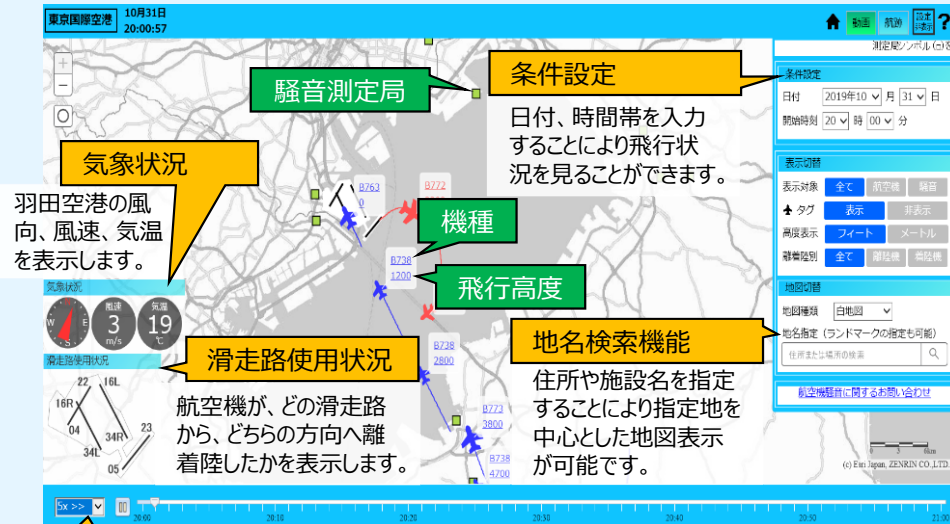 東京国際空港
10月31日
20:00:57
動画
航跡
設定
非表示
?
測定局シンボル(□)を
騒音測定局
条件設定
日付、時間帯を入力
することにより飛行状
況を見ることができます。
条件設定
日付 2019年10 月 31 日
開始時刻 20 時 00 分
表示切替
表示対象 全て 航空機 騒音
タグ 表示 非表示
高度表示 フィート メートル
離着陸別 全て 離陸機 着陸機
地図切替
地図種類 白地図
地名指定 (ランドマークの指定も可能)
住所または場所の検索
航空機騒音に関するお問い合わせ
気象状況
羽田空港の風
向、風速、気温
を表示します。
気象状況
W E S
風速
3
m/s
気温
19
℃
滑走路使用状況
22 16L
16R
04 34R 23
34L
05
滑走路使用状況
航空機が、どの滑走路
から、どちらの方向へ離
着陸したかを表示します。
B763
0
B772
機種
B738
1200
飛行高度
B738
2800
B773
3800
B738
4700
地名検索機能
住所や施設名を指定
することにより指定地を
中心とした地図表示
が可能です。
0 3 6km
(c) Esri Japan, ZENRIN CO.,LTD.
5x >>
20:00 20:10 20:20 20:30 20:40 20:50 21:00